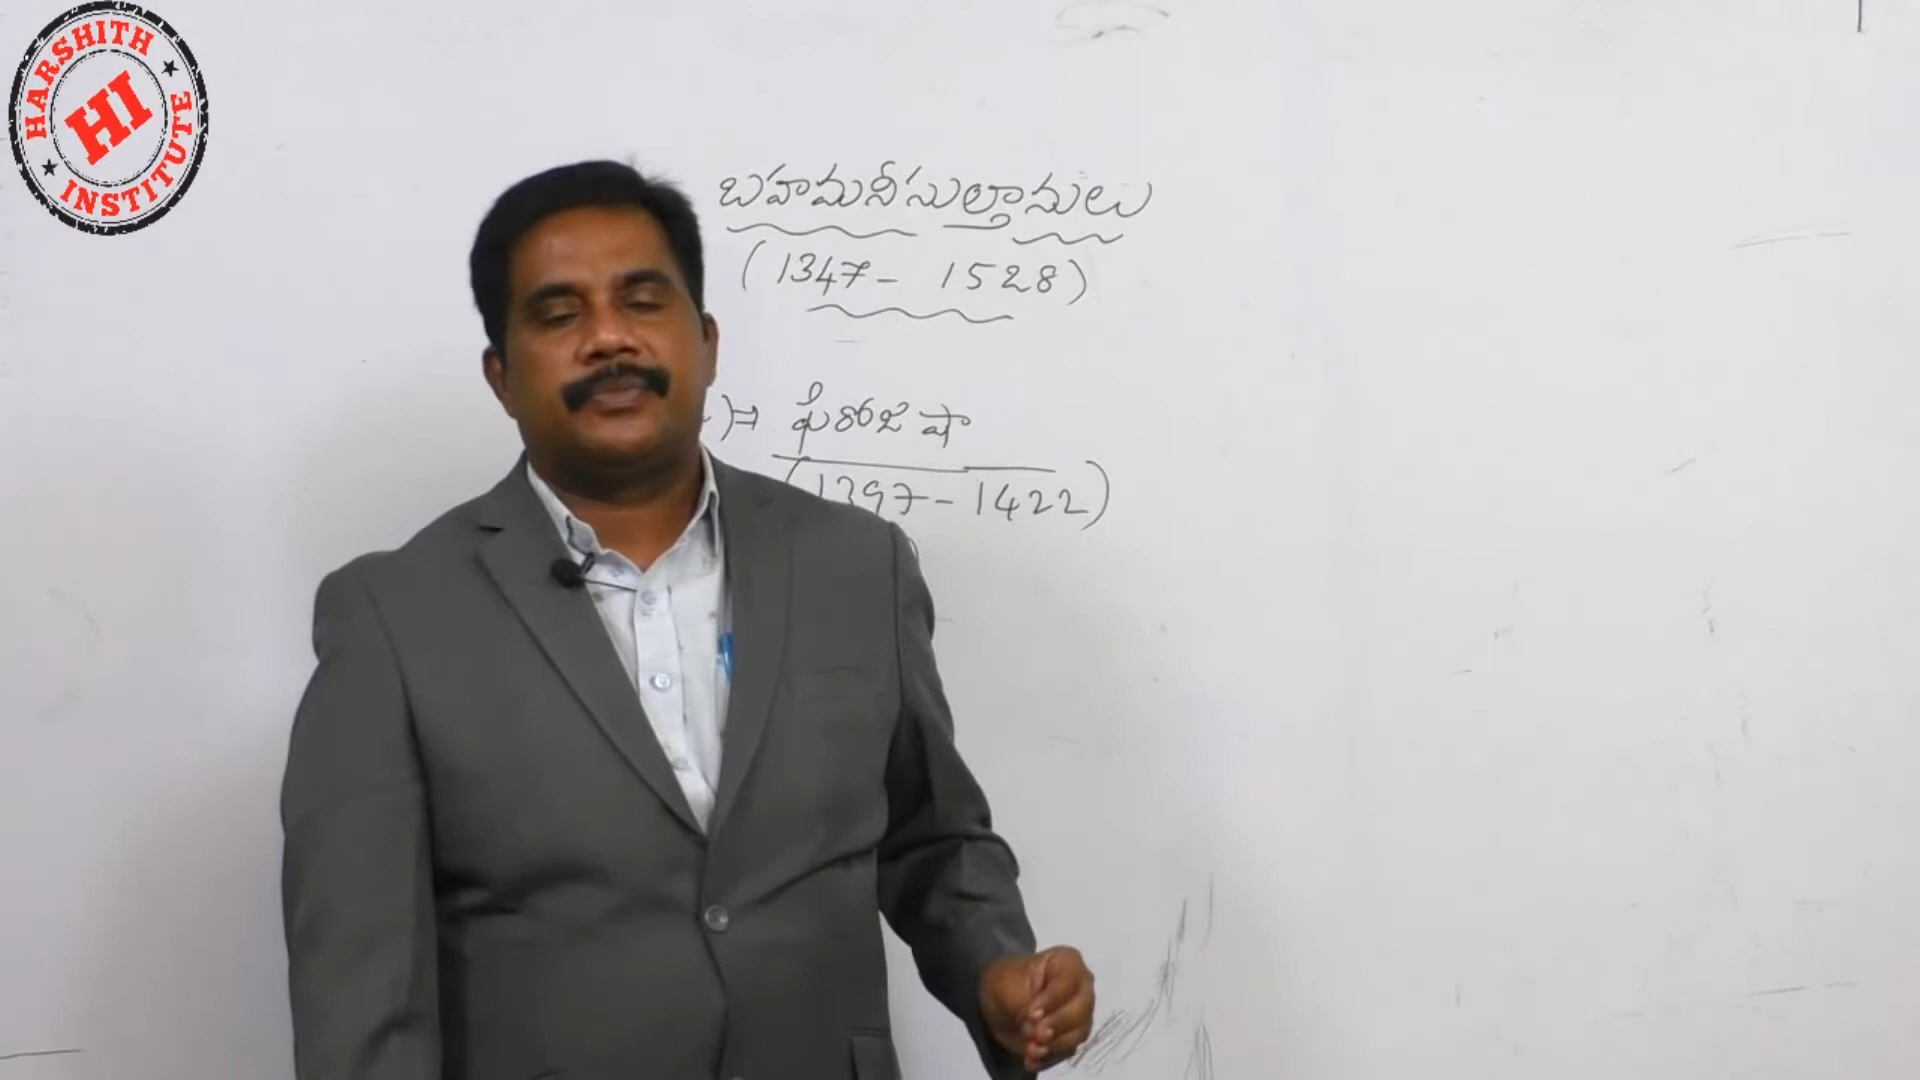 HARSHITH
HI
INSTITUTE
బహమనీ సుల్తానులు
(1347 - 1528)
)⇒ ఫిరోజ్ షా
(1397 - 1422)